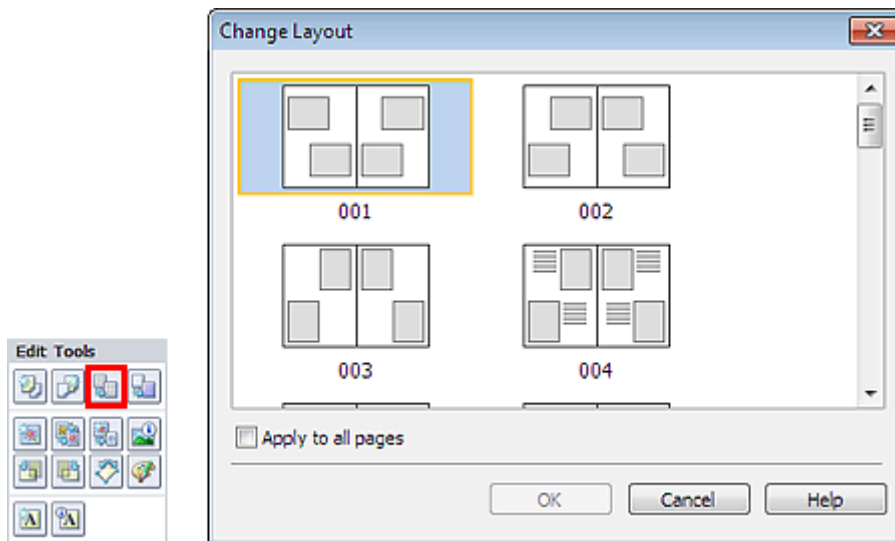 Change Layout
001
002
003
004
Edit Tools
Apply to all pages
OK
Cancel
Help
A
A